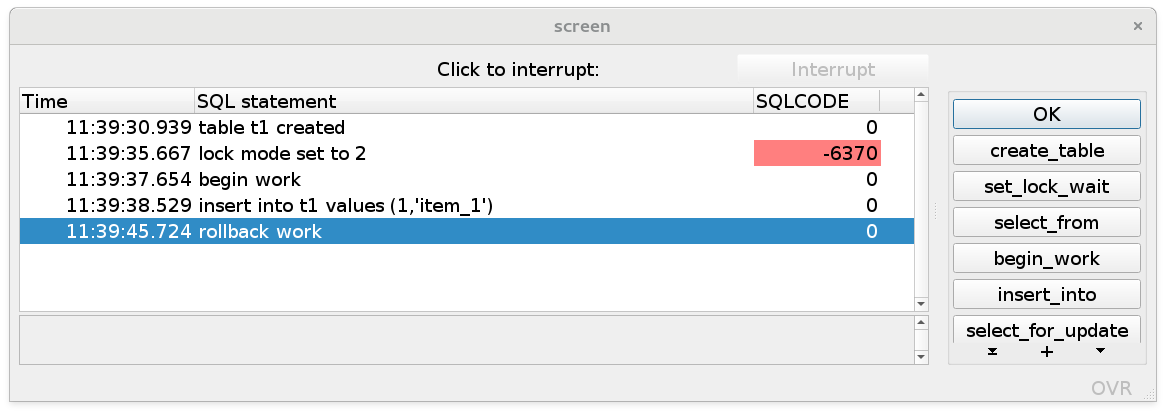 screen
Click to interrupt: Interrupt
Time SQL statement SQLCODE
11:39:30.939 table t1 created 0
11:39:35.667 lock mode set to 2 -6370
11:39:37.654 begin work 0
11:39:38.529 insert into t1 values (1,'item_1') 0
11:39:45.724 rollback work 0
OK
create_table
set_lock_wait
select_from
begin_work
insert_into
select_for_update
OVR